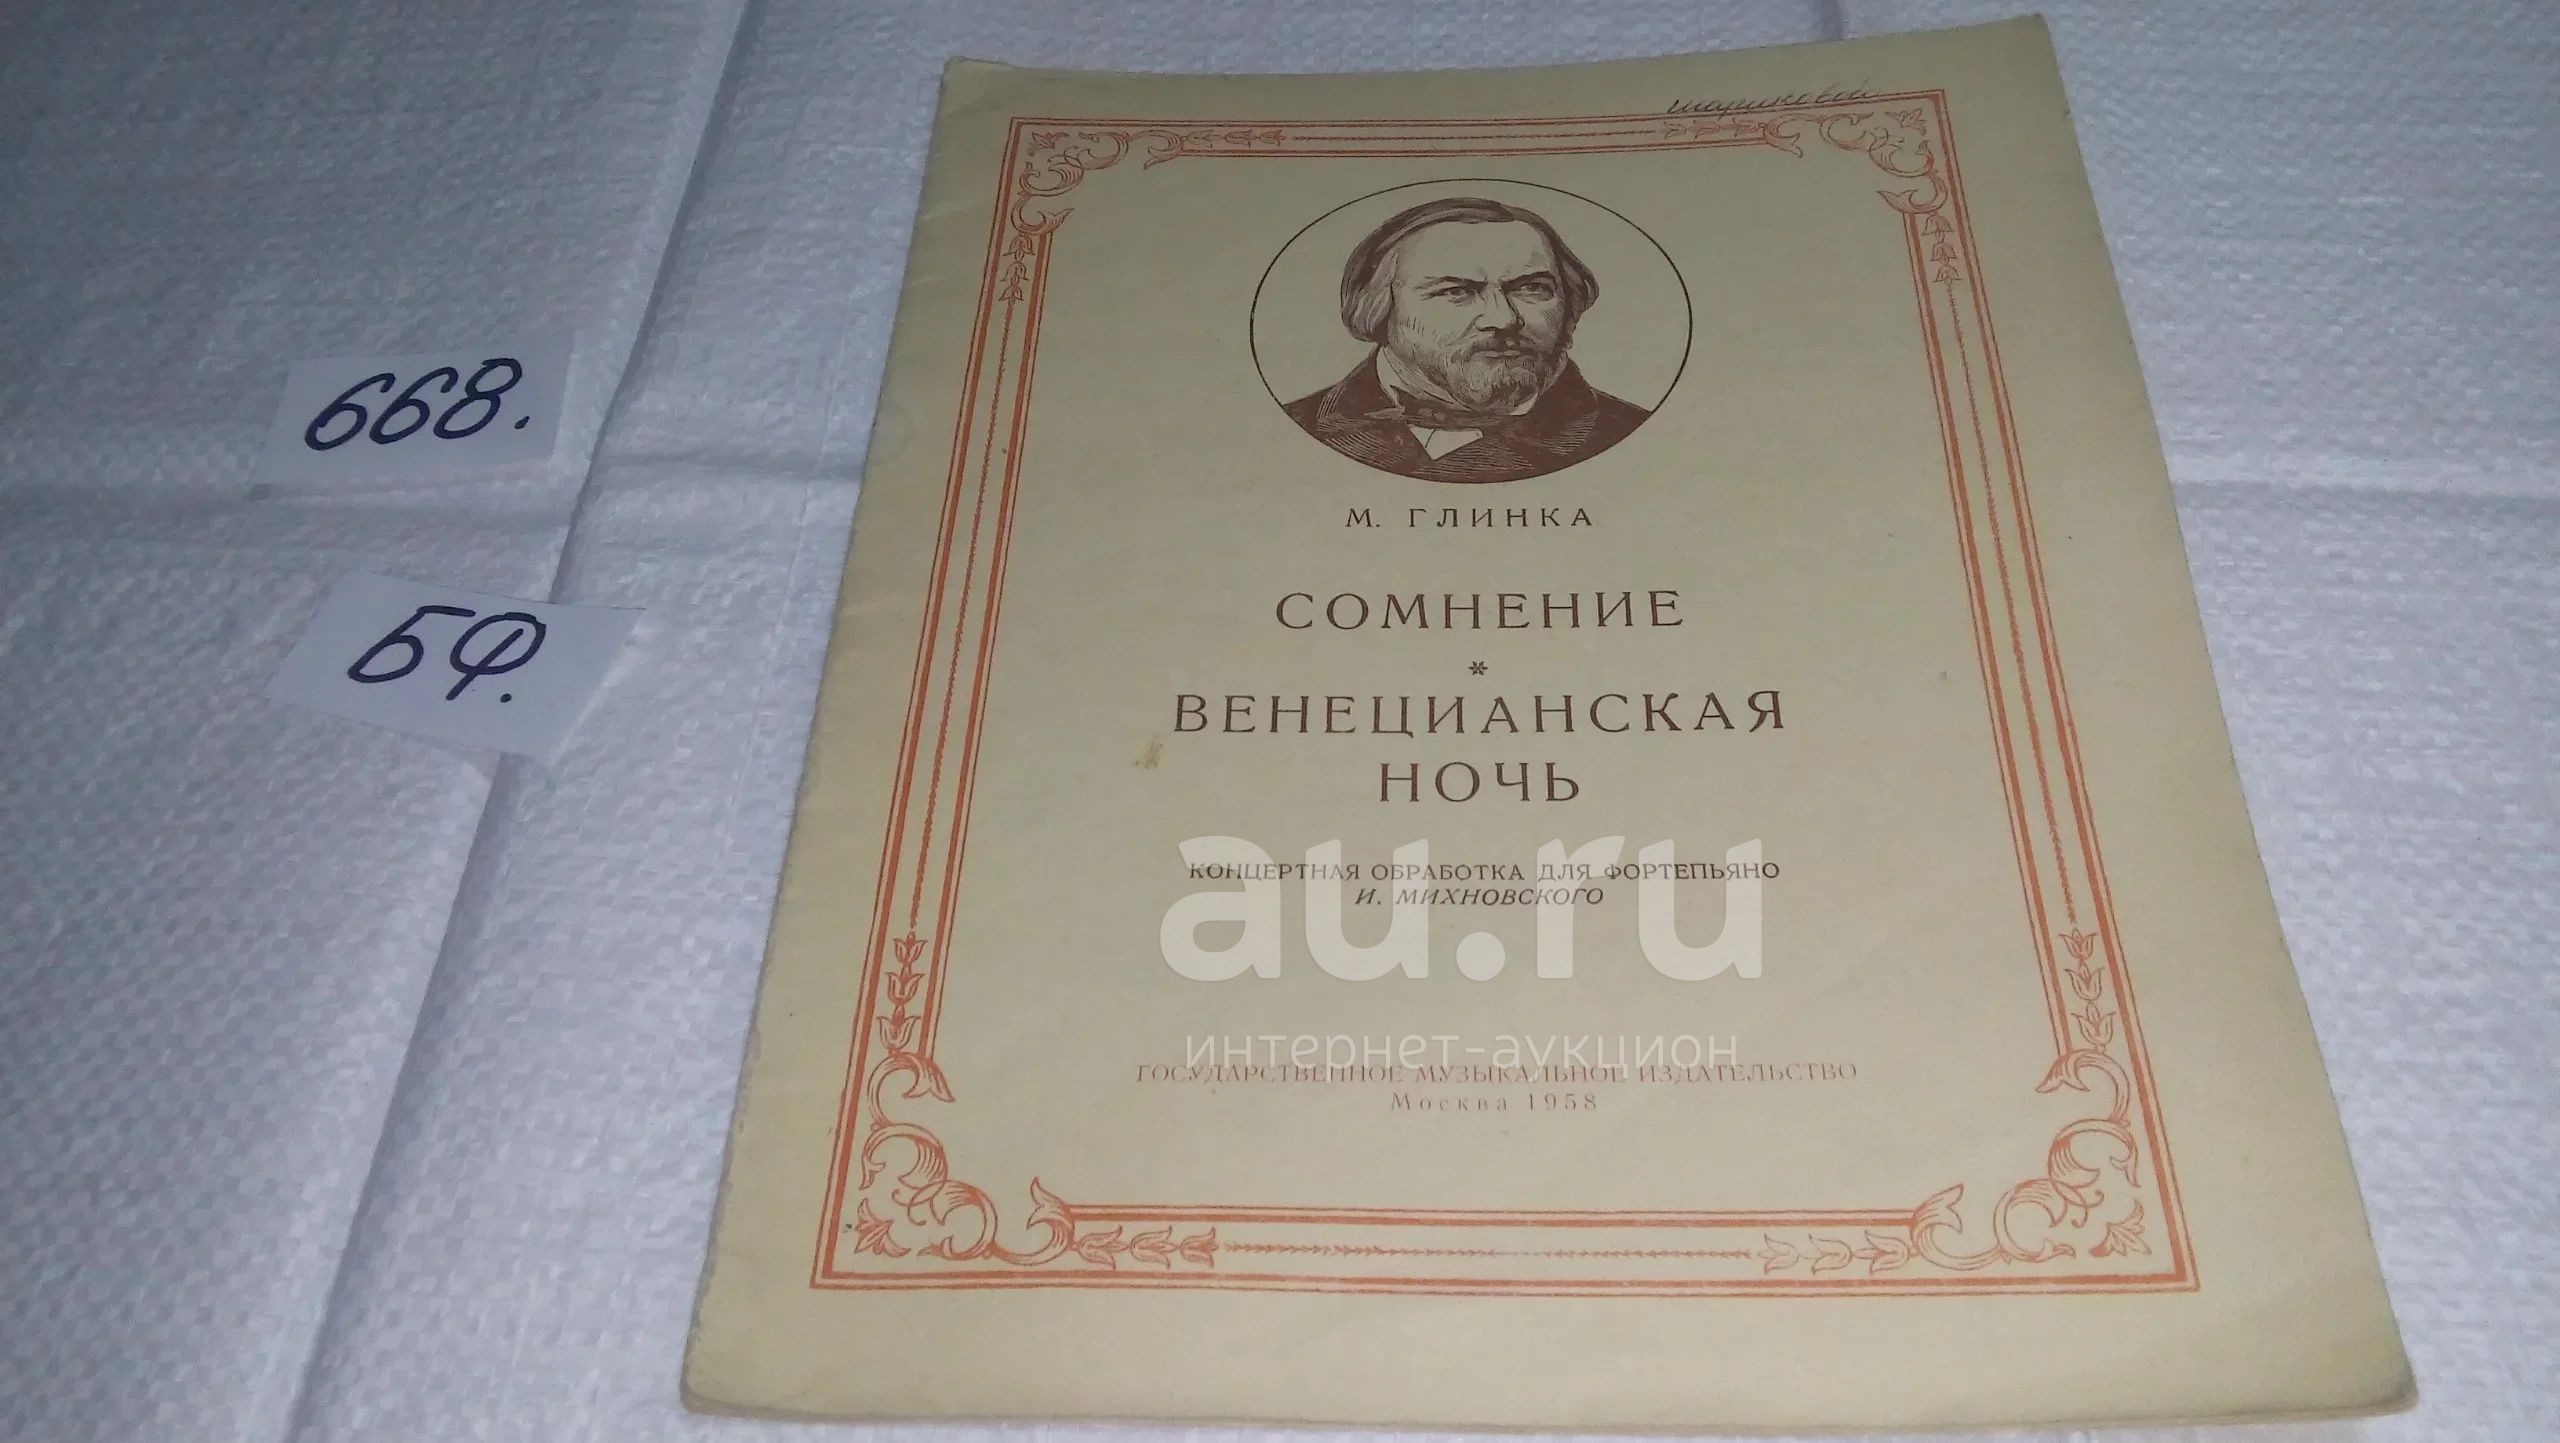 668.
БФ.
Шариковой
М. ГЛИНКА
СОМНЕНИЕ
*
ВЕНЕЦИАНСКАЯ
НОЧЬ
КОНЦЕРТНАЯ ОБРАБОТКА ДЛЯ ФОРТЕПЬЯНО
И. МИХНОВСКОГО
au.ru
интернет-аукцион
ГОСУДАРСТВЕННОЕ МУЗЫКАЛЬНОЕ ИЗДАТЕЛЬСТВО
Москва 1958